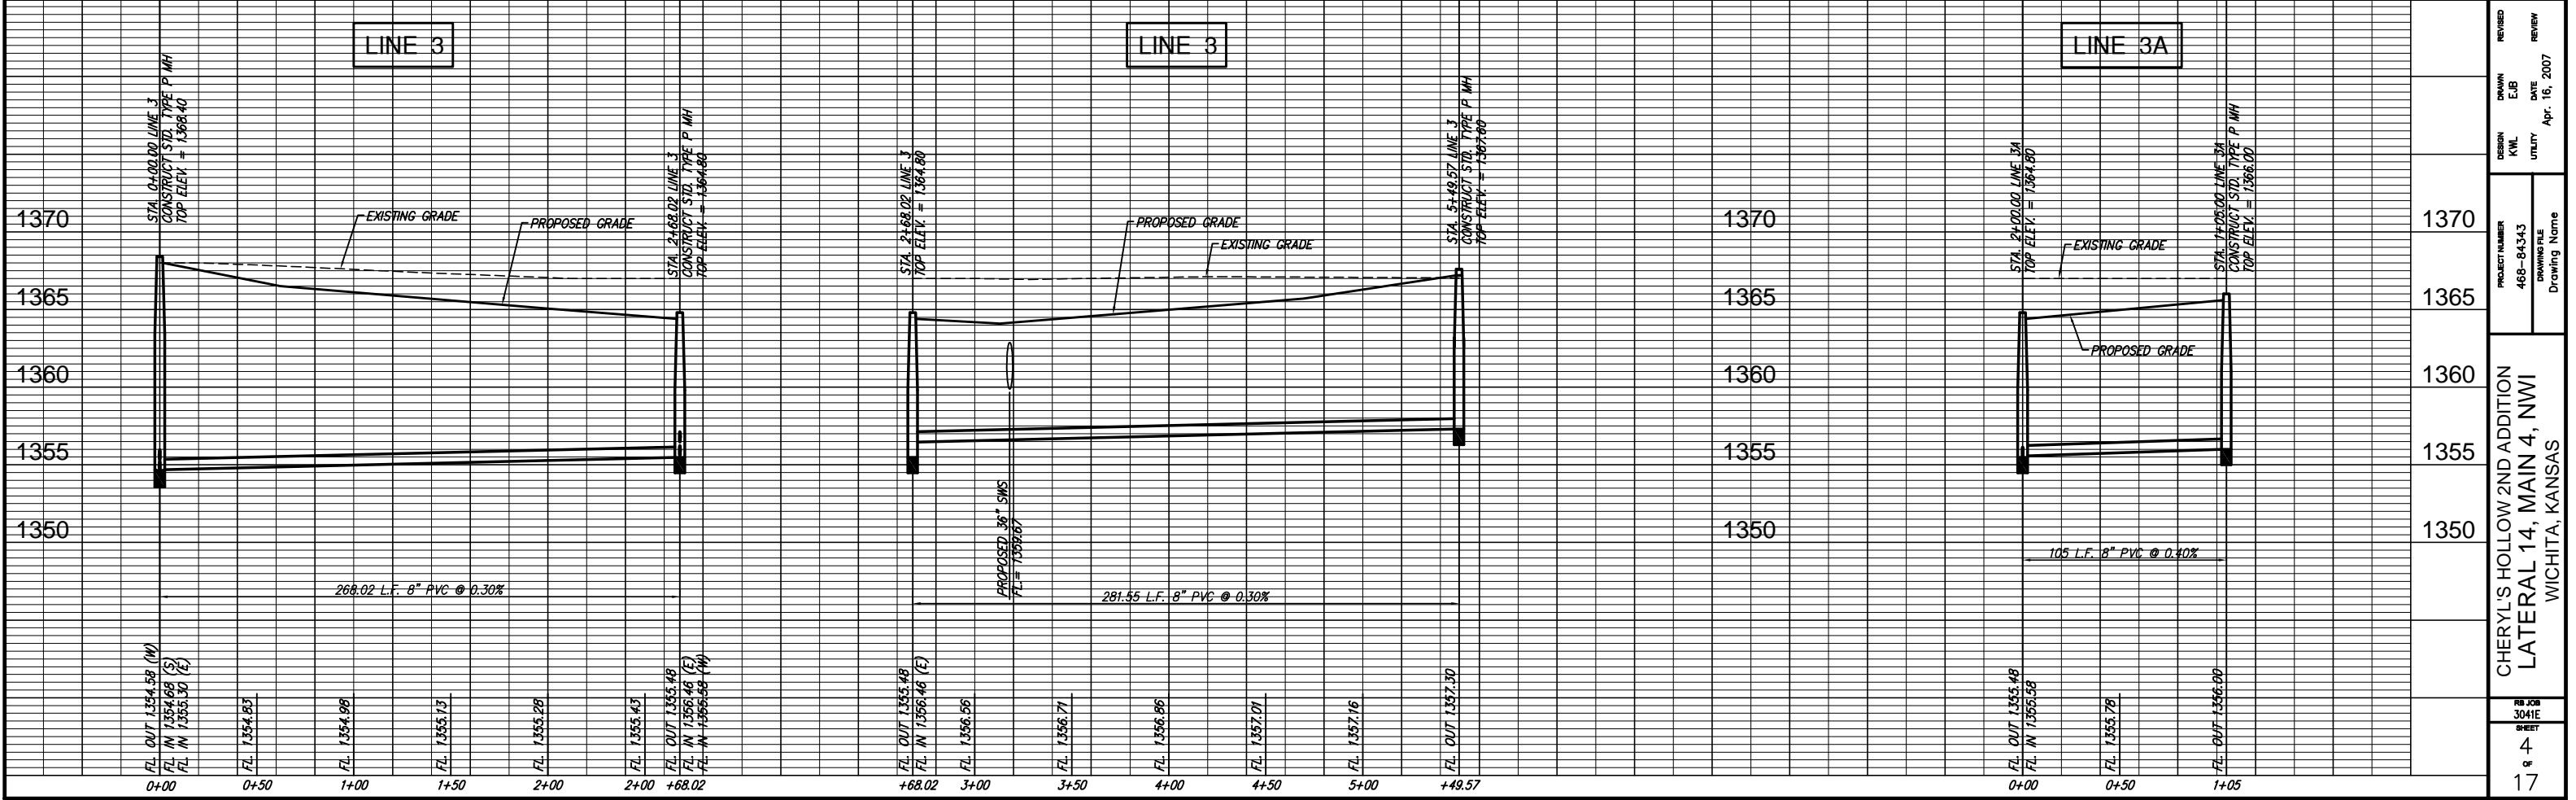 LINE 3
STA. 0+00.00 LINE 3
CONSTRUCT STD. TYPE P MH
TOP ELEV. = 1368.40
EXISTING GRADE
PROPOSED GRADE
STA. 2+68.02 LINE 3
CONSTRUCT STD. TYPE P MH
TOP ELEV. = 1364.80
268.02 L.F. 8" PVC @ 0.30%
FL. OUT 1354.58 (W)
FL. IN 1354.68 (S)
FL. IN 1355.30 (E)
FL. 1354.83
FL. 1354.98
FL. 1355.13
FL. 1355.28
FL. 1355.43
FL. OUT 1355.48
FL. IN 1356.46 (E)
FL. IN 1355.58 (W)
0+00 0+50 1+00 1+50 2+00 2+00 +68.02
1370
1365
1360
1355
1350
LINE 3
STA. 2+68.02 LINE 3
TOP ELEV. = 1364.80
PROPOSED GRADE
EXISTING GRADE
STA. 5+49.57 LINE 3
CONSTRUCT STD. TYPE P MH
TOP ELEV. = 1367.60
PROPOSED 36" SWS
FL.= 1359.67
281.55 L.F. 8" PVC @ 0.30%
FL. OUT 1355.48
FL. IN 1356.46 (E)
FL. 1356.56
FL. 1356.71
FL. 1356.86
FL. 1357.01
FL. 1357.16
FL. OUT 1357.30
+68.02 3+00 3+50 4+00 4+50 5+00 +49.57
1370
1365
1360
1355
1350
LINE 3A
STA. 2+00.00 LINE 3A
TOP ELEV. = 1364.80
EXISTING GRADE
PROPOSED GRADE
STA. 1+05.00 LINE 3A
CONSTRUCT STD. TYPE P MH
TOP ELEV. = 1366.00
105 L.F. 8" PVC @ 0.40%
FL. OUT 1355.48
FL. IN 1355.58
FL. 1355.78
FL. OUT 1356.00
0+00 0+50 1+05
1370
1365
1360
1355
1350
DESIGN
KWL
DRAWN
EJB
REVISED
UTILITY
DATE
Apr. 16, 2007
REVIEW
PROJECT NUMBER
468-84343
DRAWING FILE
Drawing Name
CHERYL'S HOLLOW 2ND ADDITION
LATERAL 14, MAIN 4, NWI
WICHITA, KANSAS
RB JOB
3041E
SHEET
4
OF
17